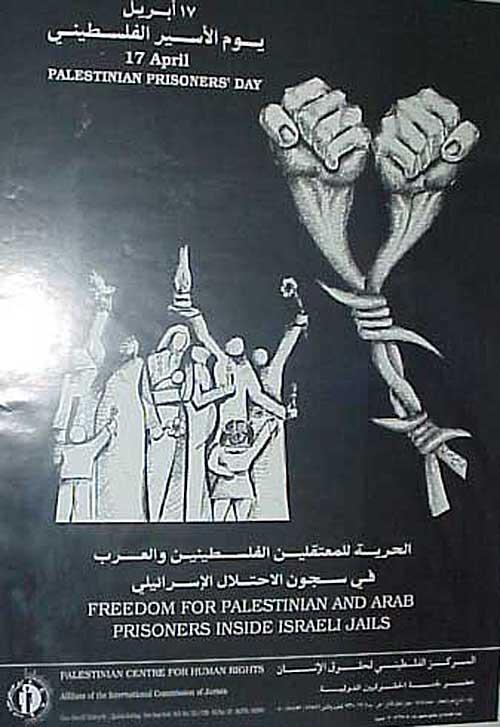 ١٧ أبريل
يوم الأسير الفلسطيني
17 April
PALESTINIAN PRISONERS' DAY
الحرية للمعتقلين الفلسطينين والعرب
في سجون الاحتلال الإسرائيلي
FREEDOM FOR PALESTINIAN AND ARAB
PRISONERS INSIDE ISRAELI JAILS
PALESTINIAN CENTRE FOR HUMAN RIGHTS
المركز الفلسطيني لحقوق الإنسان
Affiliate of the International Commission of Jurists